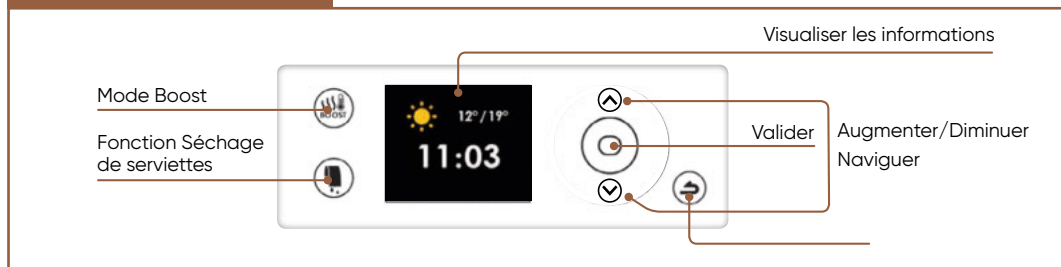 Visualiser les informations
Mode Boost
BOOST
12°/19°
11:03
Fonction Séchage
de serviettes
Valider
Augmenter/Diminuer
Naviguer